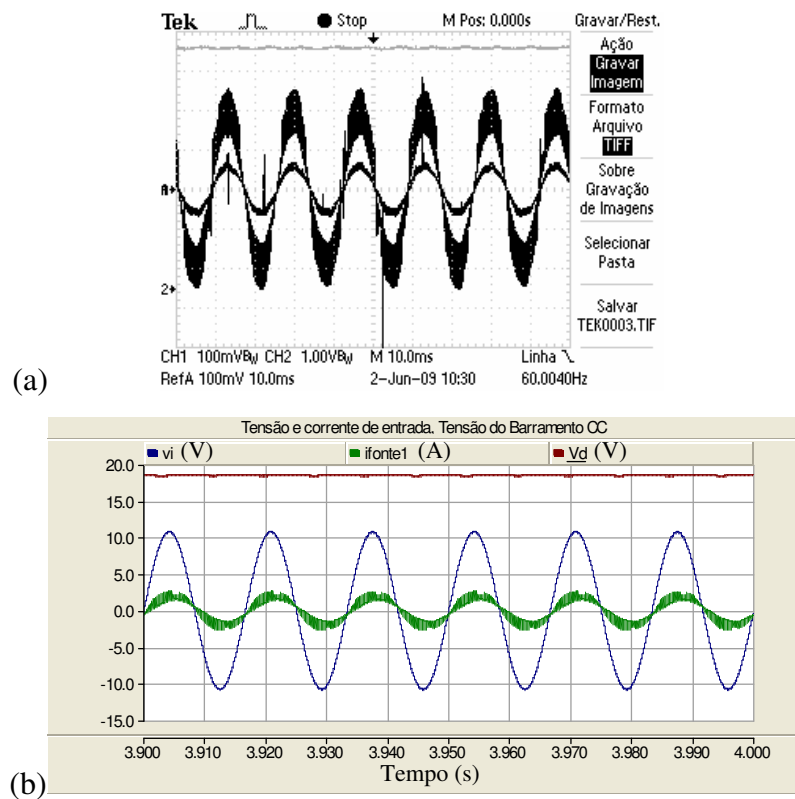 Tek Stop M Pos: 0.000s Gravar/Rest.
Ação
Gravar
Imagem
Formato
Arquivo
TIFF
Sobre
Gravação
de Imagens
Selecionar
Pasta
2
Salvar
TEK0003.TIF
CH1 100mVBw CH2 1.00VBw M 10.0ms Linha
RefA 100mV 10.0ms 2-Jun-09 10:30 60.0040Hz
(a)
Tensão e corrente de entrada. Tensão do Barramento CC
vi (V) ifonte1 (A) Vd (V)
20.0
15.0
10.0
5.0
0.0
-5.0
-10.0
-15.0
3.900 3.910 3.920 3.930 3.940 3.950 3.960 3.970 3.980 3.990 4.000
Tempo (s)
(b)